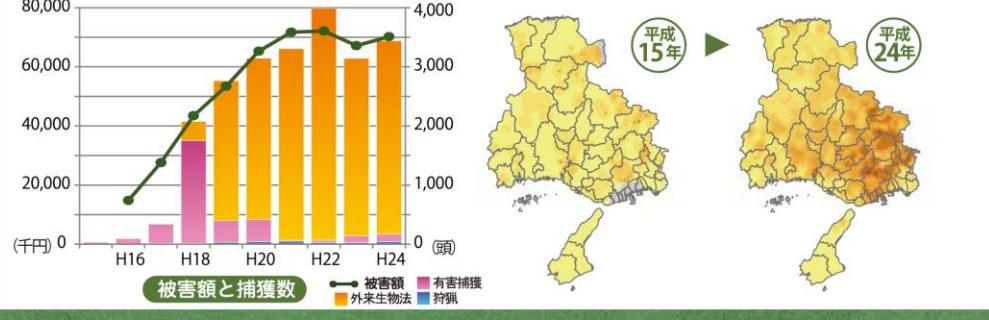 80,000
60,000
40,000
20,000
(千円) 0
4,000
3,000
2,000
1,000
0 (頭)
H16 H18 H20 H22 H24
被害額と捕獲数
被害額 有害捕獲
外来生物法 狩猟
平成
15年
平成
24年